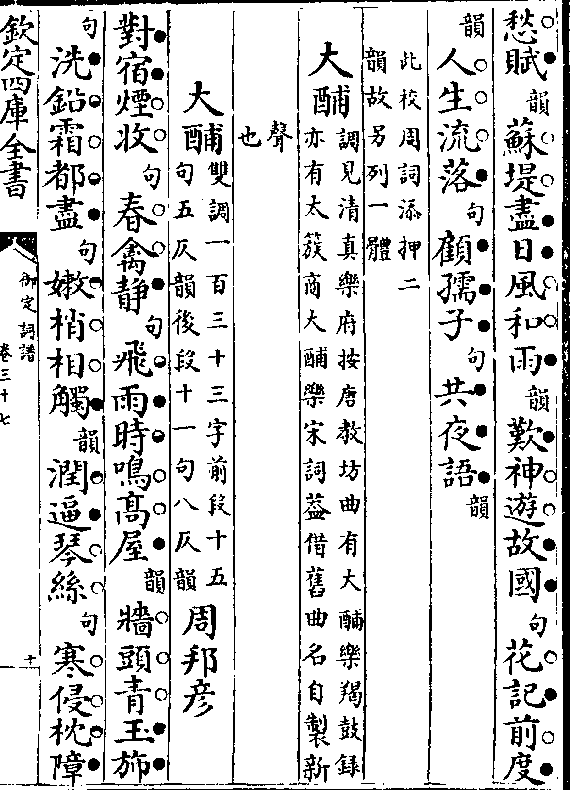 愁賦韻蘇堤盡日風和雨韻歎神遊故國句花記前度
韻人生流落句顧孺子句共夜語韻
此校周詞添押二
韻故另列一體
大酺調見清真樂府按唐教坊曲有大酺樂羯鼓錄
亦有太簇商大酺樂宋詞葢借舊曲名自製新
聲
也
大酺雙調一百三十三字前段十五
句五仄韻後段十一句八仄韻周邦彥
對宿煙收句春禽静句飛雨時鳴髙屋韻牆頭青玉斾
句洗鉛霜都盡句嫩梢相觸韻潤逼琴絲句寒侵枕障
欽定四庫全書
御定詞譜
卷三十七
十